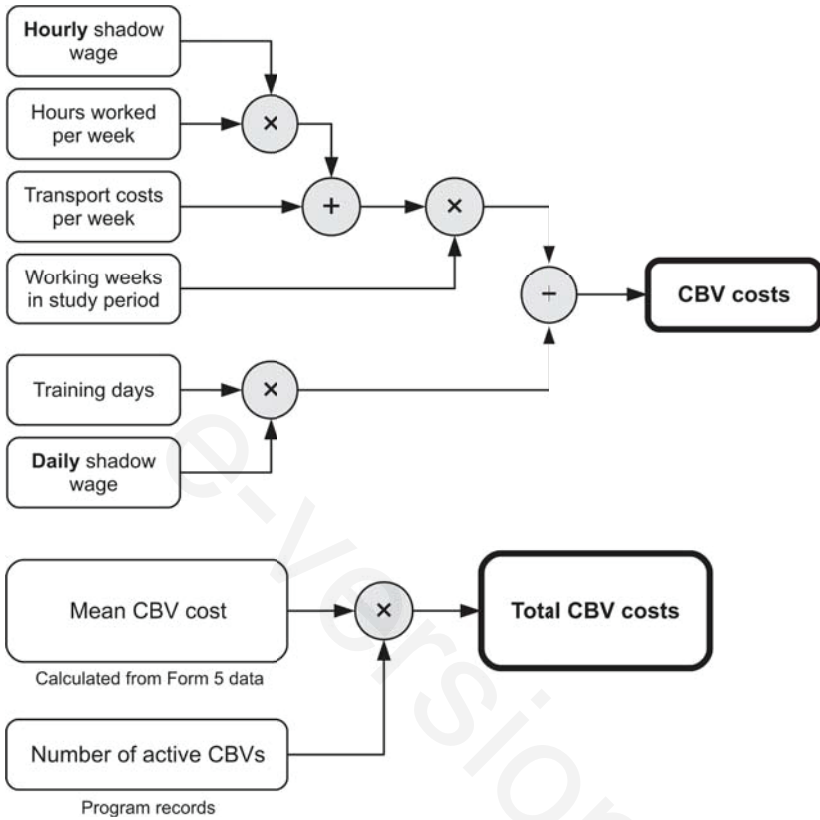 Hourly shadow
wage
Hours worked
per week
×
Transport costs
per week
+
×
Working weeks
in study period
+
CBV costs
Training days
×
Daily shadow
wage
Mean CBV cost
×
Total CBV costs
Calculated from Form 5 data
Number of active CBVs
Program records
e-version